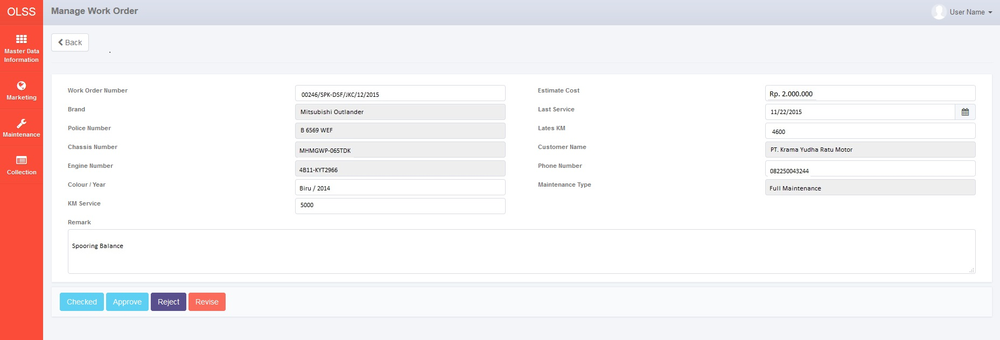 OLSS
Manage Work Order
User Name
Master Data
Information
Marketing
Maintenance
Collection
Back
.
Work Order Number
00246/SPK-DSF/JKC/12/2015
Brand
Mitsubishi Outlander
Police Number
B 6569 WEF
Chassis Number
MHMGWP-065TDK
Engine Number
4B11-KYT2966
Colour / Year
Biru / 2014
KM Service
5000
Estimate Cost
Rp. 2.000.000
Last Service
11/22/2015
Lates KM
4600
Customer Name
PT. Krama Yudha Ratu Motor
Phone Number
082250043244
Maintenance Type
Full Maintenance
Remark
Spooring Balance
Checked
Approve
Reject
Revise